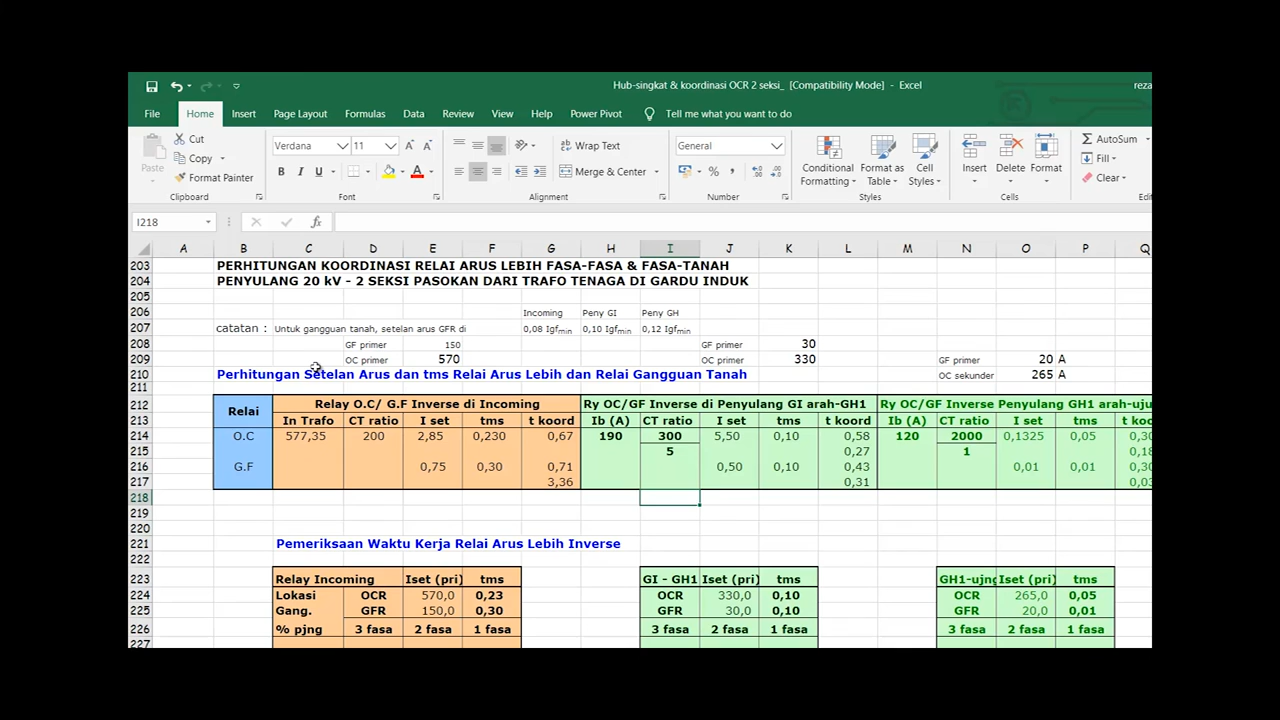 Hub-singkat & koordinasi OCR 2 seksi_ [Compatibility Mode] - Excel
reza
File Home Insert Page Layout Formulas Data Review View Help Power Pivot Tell me what you want to do
Paste
Cut
Copy
Format Painter
Clipboard
Verdana 11
B I U
Font
Wrap Text
Merge & Center
Alignment
General
Number
Conditional Formatting
Format as Table
Cell Styles
Styles
Insert Delete Format
Cells
AutoSum
Fill
Clear
I218 fx
A B C D E F G H I J K L M N O P Q
203 PERHITUNGAN KOORDINASI RELAI ARUS LEBIH FASA-FASA & FASA-TANAH
204 PENYULANG 20 kV - 2 SEKSI PASOKAN DARI TRAFO TENAGA DI GARDU INDUK
205
206 Incoming Peny GI Peny GH
207 catatan : Untuk gangguan tanah, setelan arus GFR di 0,08 Igfmin 0,10 Igfmin 0,12 Igfmin
208 GF primer 150 GF primer 30
209 OC primer 570 OC primer 330 GF primer 20 A
210 Perhitungan Setelan Arus dan tms Relai Arus Lebih dan Relai Gangguan Tanah OC sekunder 265 A
211
212 Relai Relay O.C/ G.F Inverse di Incoming Ry OC/GF Inverse di Penyulang GI arah-GH1 Ry OC/GF Inverse Penyulang GH1 arah-uju
213 In Trafo CT ratio I set tms t koord Ib (A) CT ratio I set tms t koord Ib (A) CT ratio I set tms t koo
214 O.C 577,35 200 2,85 0,230 0,67 190 300 5,50 0,10 0,58 120 2000 0,1325 0,05 0,30
215 5 0,27 1 0,18
216 G.F 0,75 0,30 0,71 0,50 0,10 0,43 0,01 0,01 0,30
217 3,36 0,31 0,03
218
219
220
221 Pemeriksaan Waktu Kerja Relai Arus Lebih Inverse
222
223 Relay Incoming Iset (pri) tms GI - GH1 Iset (pri) tms GH1-ujng Iset (pri) tms
224 Lokasi OCR 570,0 0,23 OCR 330,0 0,10 OCR 265,0 0,05
225 Gang. GFR 150,0 0,30 GFR 30,0 0,10 GFR 20,0 0,01
226 % pjng 3 fasa 2 fasa 1 fasa 3 fasa 2 fasa 1 fasa 3 fasa 2 fasa 1 fasa
227